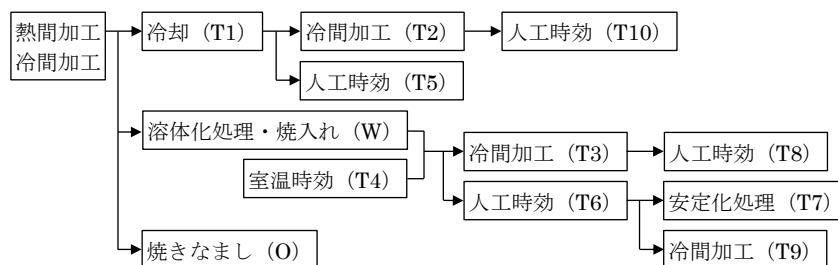 熱間加工
冷間加工
冷却（T1）
冷間加工（T2）
人工時効（T10）
人工時効（T5）
溶体化処理・焼入れ（W）
室温時効（T4）
冷間加工（T3）
人工時効（T8）
人工時効（T6）
安定化処理（T7）
冷間加工（T9）
焼きなまし（O）